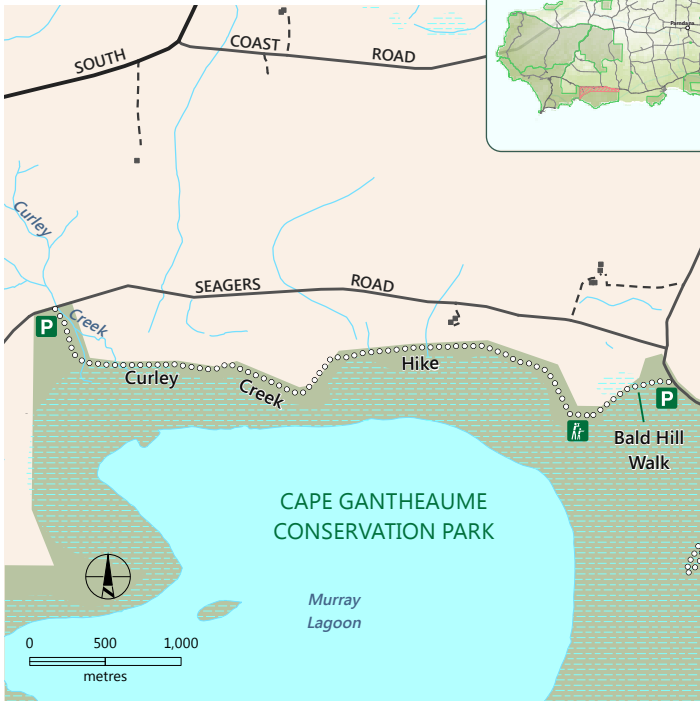 SOUTH
COAST
ROAD
Parndana
Curley
Creek
SEAGERS
ROAD
P
Curley
Creek
Hike
P
Bald Hill
Walk
CAPE GANTHEAUME
CONSERVATION PARK
Murray
Lagoon
0 500 1,000
metres